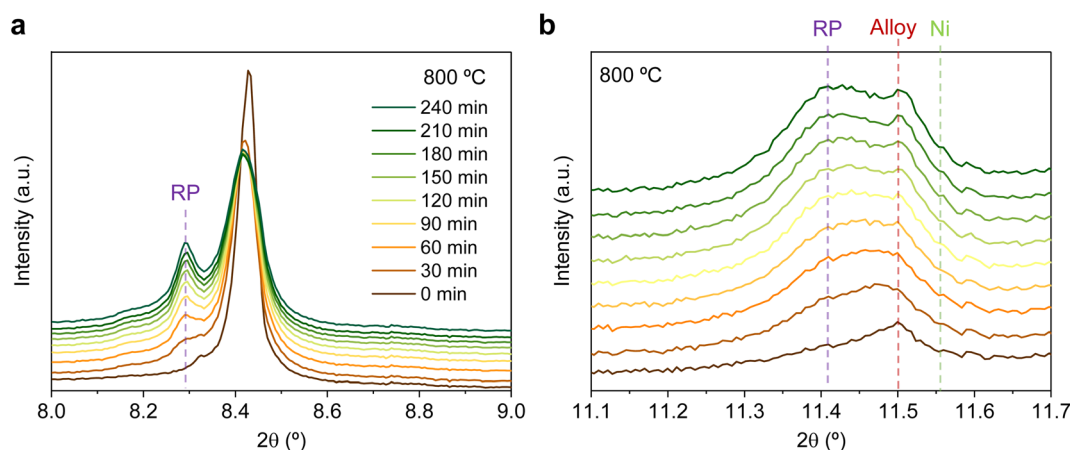 a
800 ºC
240 min
210 min
180 min
150 min
120 min
90 min
60 min
30 min
0 min
RP
Intensity (a.u.)
8.0 8.2 8.4 8.6 8.8 9.0
2θ (º)
b
RP Alloy Ni
800 ºC
Intensity (a.u.)
11.1 11.2 11.3 11.4 11.5 11.6 11.7
2θ (º)